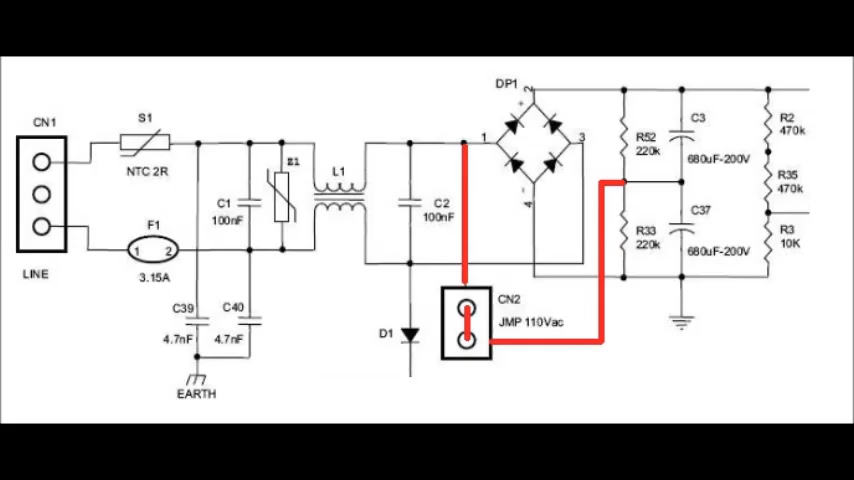 CN1
LINE
S1
NTC 2R
F1
1 2
3.15A
C39
4.7nF
C40
4.7nF
EARTH
C1
100nF
Z1
L1
C2
100nF
D1
CN2
JMP 110Vac
DP1
2
+
1
3
-
4
R52
220k
R33
220k
C3
680uF-200V
C37
680uF-200V
R2
470k
R35
470k
R3
10K